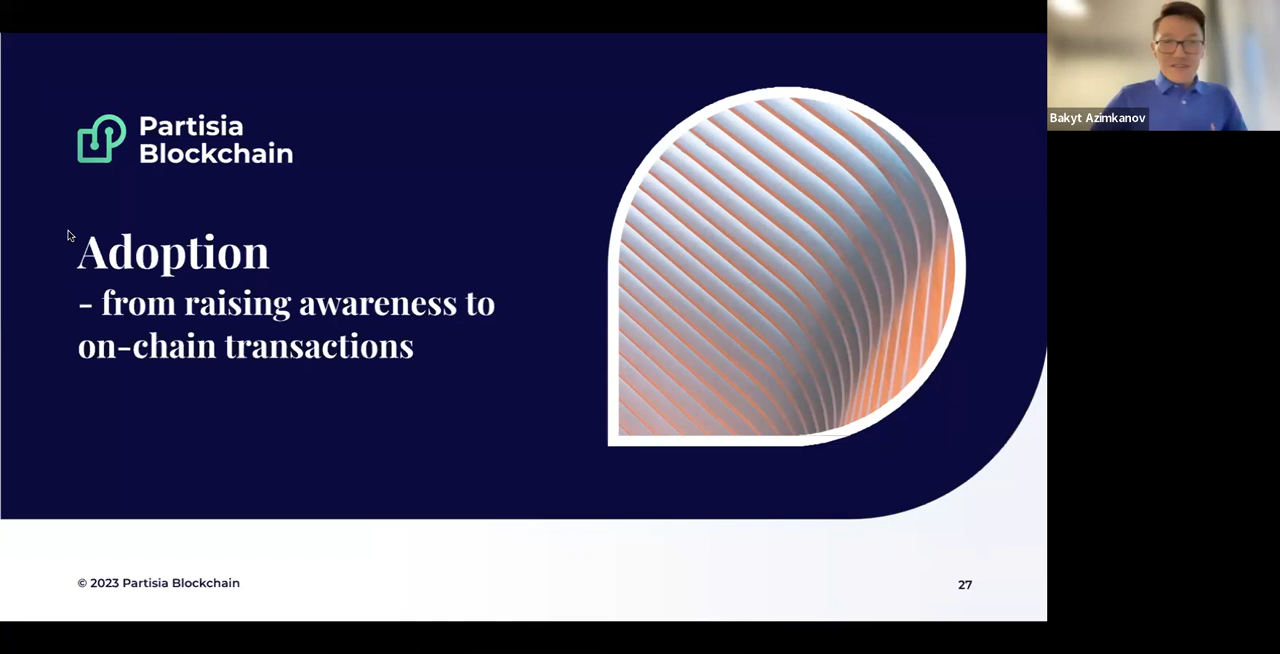 Partisia
Blockchain
Adoption
- from raising awareness to
on-chain transactions
© 2023 Partisia Blockchain
27
Bakyt Azimkanov